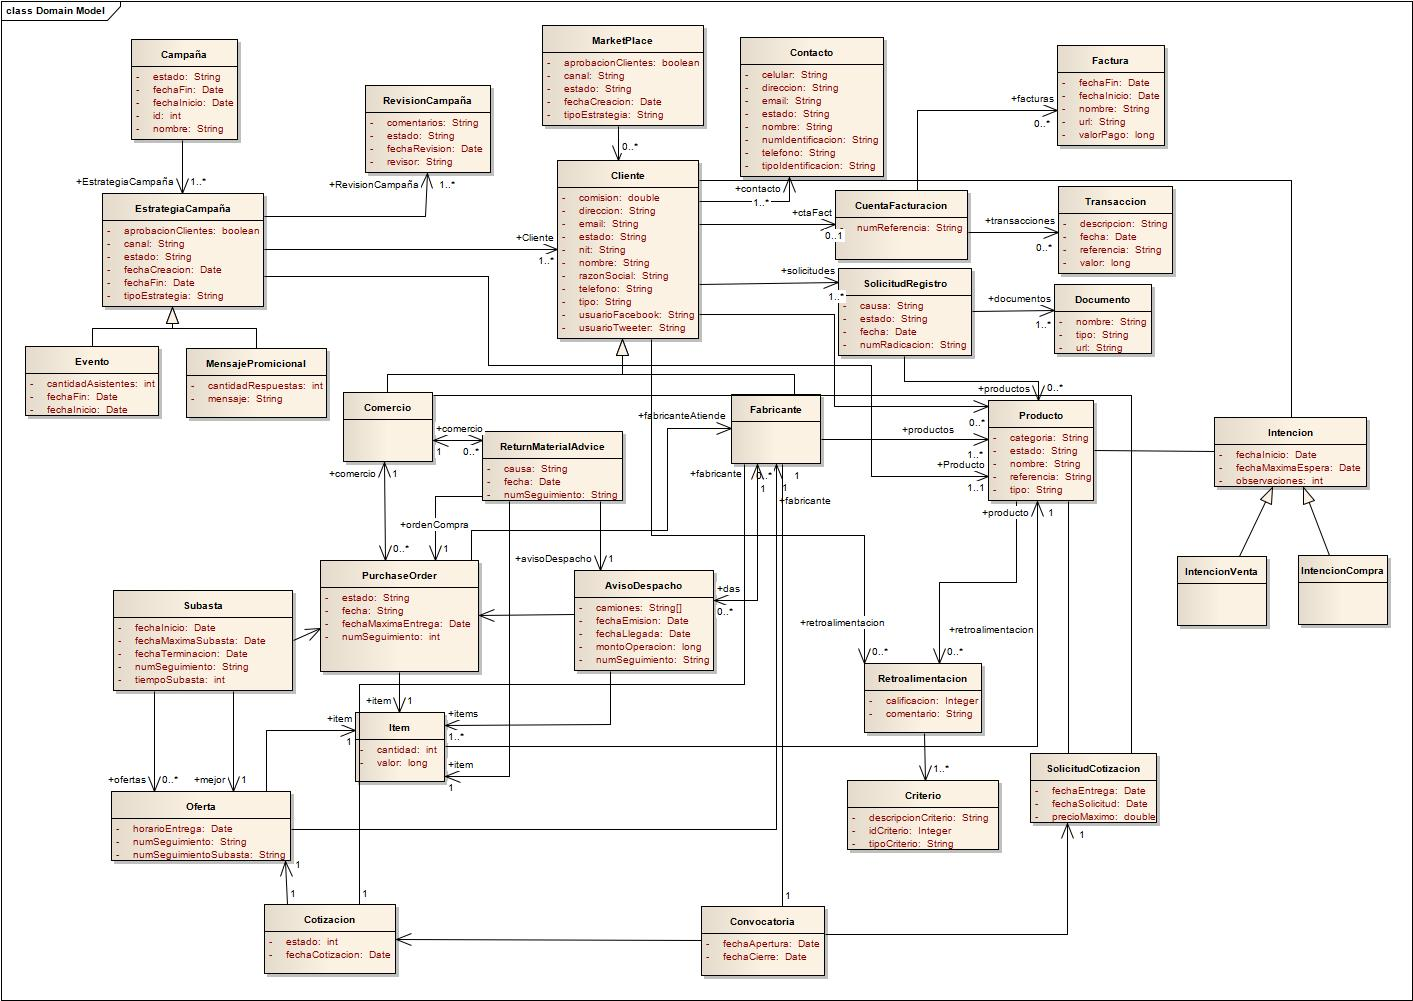 class Domain Model
Campaña
- estado: String
- fechaFin: Date
- fechaInicio: Date
- id: int
- nombre: String
RevisionCampaña
- comentarios: String
- estado: String
- fechaRevision: Date
- revisor: String
MarketPlace
- aprobacionClientes: boolean
- canal: String
- estado: String
- fechaCreacion: Date
- tipoEstrategia: String
Contacto
- celular: String
- direccion: String
- email: String
- estado: String
- nombre: String
- numIdentificacion: String
- telefono: String
- tipoIdentificacion: String
Factura
- fechaFin: Date
- fechaInicio: Date
- nombre: String
- url: String
- valorPago: long
+facturas
0..*
0..*
+EstrategiaCampaña
1..*
+RevisionCampaña
1..*
EstrategiaCampaña
- aprobacionClientes: boolean
- canal: String
- estado: String
- fechaCreacion: Date
- fechaFin: Date
- tipoEstrategia: String
+Cliente
1..*
Cliente
- comision: double
- direccion: String
- email: String
- estado: String
- nit: String
- nombre: String
- razonSocial: String
- telefono: String
- tipo: String
- usuarioFacebook: String
- usuarioTweeter: String
+contacto
1..*
+ctaFact
0..1
CuentaFacturacion
- numReferencia: String
+transacciones
0..*
Transaccion
- descripcion: String
- fecha: Date
- referencia: String
- valor: long
+solicitudes
1..*
SolicitudRegistro
- causa: String
- estado: String
- fecha: Date
- numRadicacion: String
+documentos
1..*
Documento
- nombre: String
- tipo: String
- url: String
Evento
- cantidadAsistentes: int
- fechaFin: Date
- fechaInicio: Date
MensajePromicional
- cantidadRespuestas: int
- mensaje: String
Comercio
+comercio
1
0..*
ReturnMaterialAdvice
- causa: String
- fecha: Date
- numSeguimiento: String
+fabricanteAtiende
Fabricante
+productos
0..*
0..*
+productos
1..*
+Producto
1..1
Producto
- categoria: String
- estado: String
- nombre: String
- referencia: String
- tipo: String
Intencion
- fechaInicio: Date
- fechaMaximaEspera: Date
- observaciones: int
+comercio
1
+fabricante
0..*
1
1
1
+fabricante
+producto
1
+ordenCompra
1
0..*
+avisoDespacho
1
IntencionVenta
IntencionCompra
PurchaseOrder
- estado: String
- fecha: String
- fechaMaximaEntrega: Date
- numSeguimiento: int
AvisoDespacho
- camiones: String[]
- fechaEmision: Date
- fechaLlegada: Date
- montoOperacion: long
- numSeguimiento: String
+das
0..*
Subasta
- fechaInicio: Date
- fechaMaximaSubasta: Date
- fechaTerminacion: Date
- numSeguimiento: String
- tiempoSubasta: int
+retroalimentacion
0..*
+retroalimentacion
0..*
Retroalimentacion
- calificacion: Integer
- comentario: String
+item
1
+item
1
+items
1..*
+item
1
Item
- cantidad: int
- valor: long
+ofertas
0..*
+mejor
1
1..*
Oferta
- horarioEntrega: Date
- numSeguimiento: String
- numSeguimientoSubasta: String
Criterio
- descripcionCriterio: String
- idCriterio: Integer
- tipoCriterio: String
SolicitudCotizacion
- fechaEntrega: Date
- fechaSolicitud: Date
- precioMaximo: double
1
1
1
1
1
Cotizacion
- estado: int
- fechaCotizacion: Date
Convocatoria
- fechaApertura: Date
- fechaCierre: Date